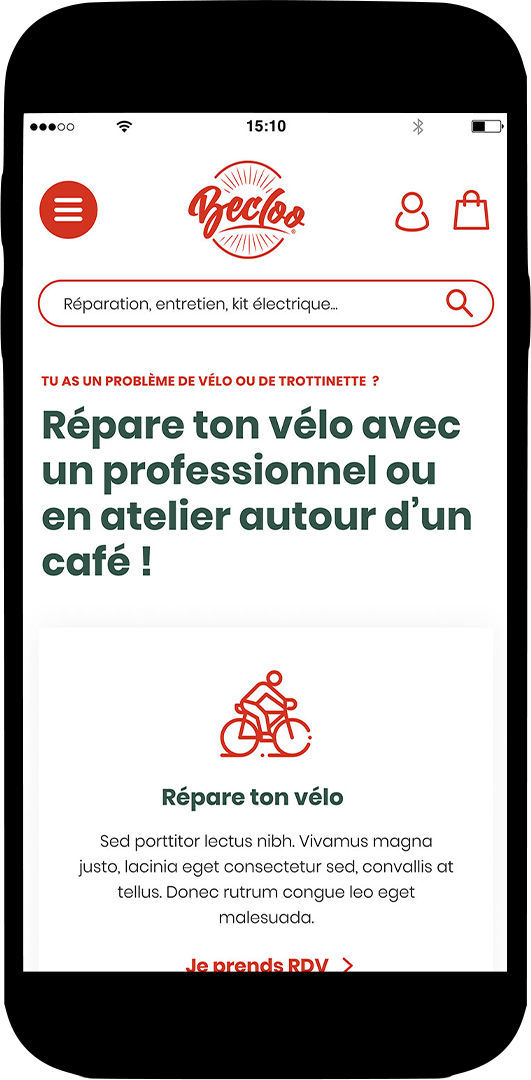 15:10
Becloo
Réparation, entretien, kit électrique...
TU AS UN PROBLÈME DE VÉLO OU DE TROTTINETTE ?
Répare ton vélo avec
un professionnel ou
en atelier autour d’un
café !
Répare ton vélo
Sed porttitor lectus nibh. Vivamus magna
justo, lacinia eget consectetur sed, convallis at
tellus. Donec rutrum congue leo eget
malesuada.
Je prends RDV